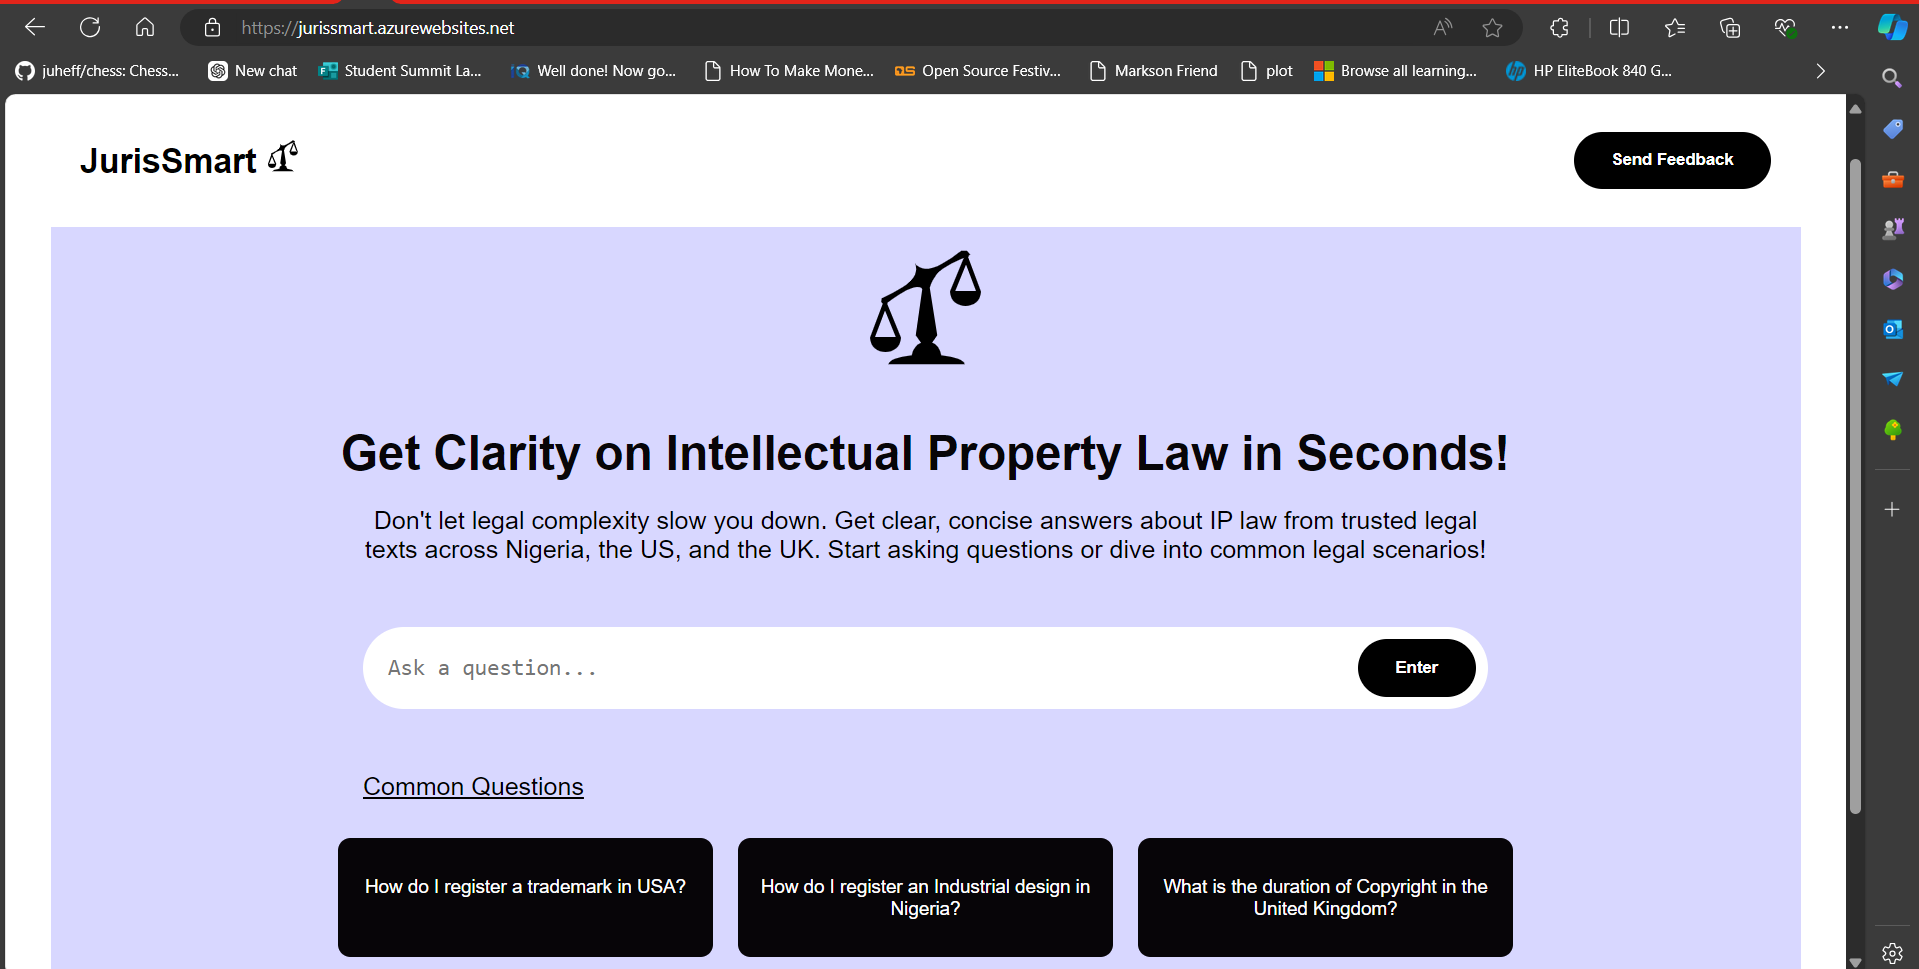 https://jurissmart.azurewebsites.net
juheff/chess: Chess...
New chat
Student Summit La...
Well done! Now go...
How To Make Mone...
Open Source Festiv...
Markson Friend
plot
Browse all learning...
HP EliteBook 840 G...
JurisSmart
Send Feedback
Get Clarity on Intellectual Property Law in Seconds!
Don't let legal complexity slow you down. Get clear, concise answers about IP law from trusted legal
texts across Nigeria, the US, and the UK. Start asking questions or dive into common legal scenarios!
Ask a question...
Enter
Common Questions
How do I register a trademark in USA?
How do I register an Industrial design in
Nigeria?
What is the duration of Copyright in the
United Kingdom?